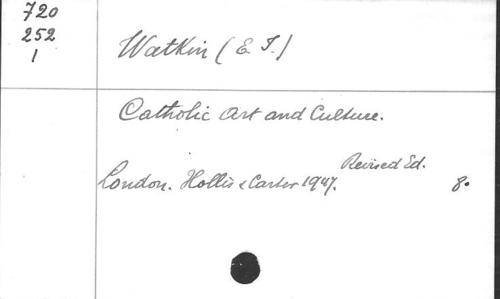 720
252
1
Watkin (E. I.)
Catholic Art and Culture.
Revised Ed.
London. Hollis & Carter 1947. 8.